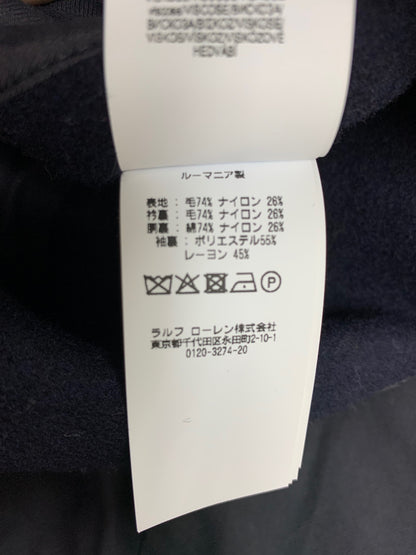 HEDVÁBÍ
ルーマニア製
表地 : 毛74% ナイロン 26%
衿裏 : 毛74% ナイロン 26%
胴裏 : 綿74% ナイロン 26%
袖裏 : ポリエステル55%
レーヨン 45%
P
ラルフ ローレン株式会社
東京都千代田区永田町2-10-1
0120-3274-20